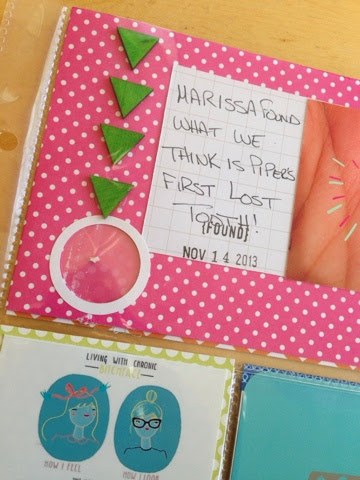 MARISSA FOUND
WHAT WE
THINK IS PIPER'S
FIRST LOST
TOOTH!
{FOUND}
NOV 14 2013
LIVING WITH CHRONIC
BITCHFACE
HOW I FEEL
HOW I LOOK